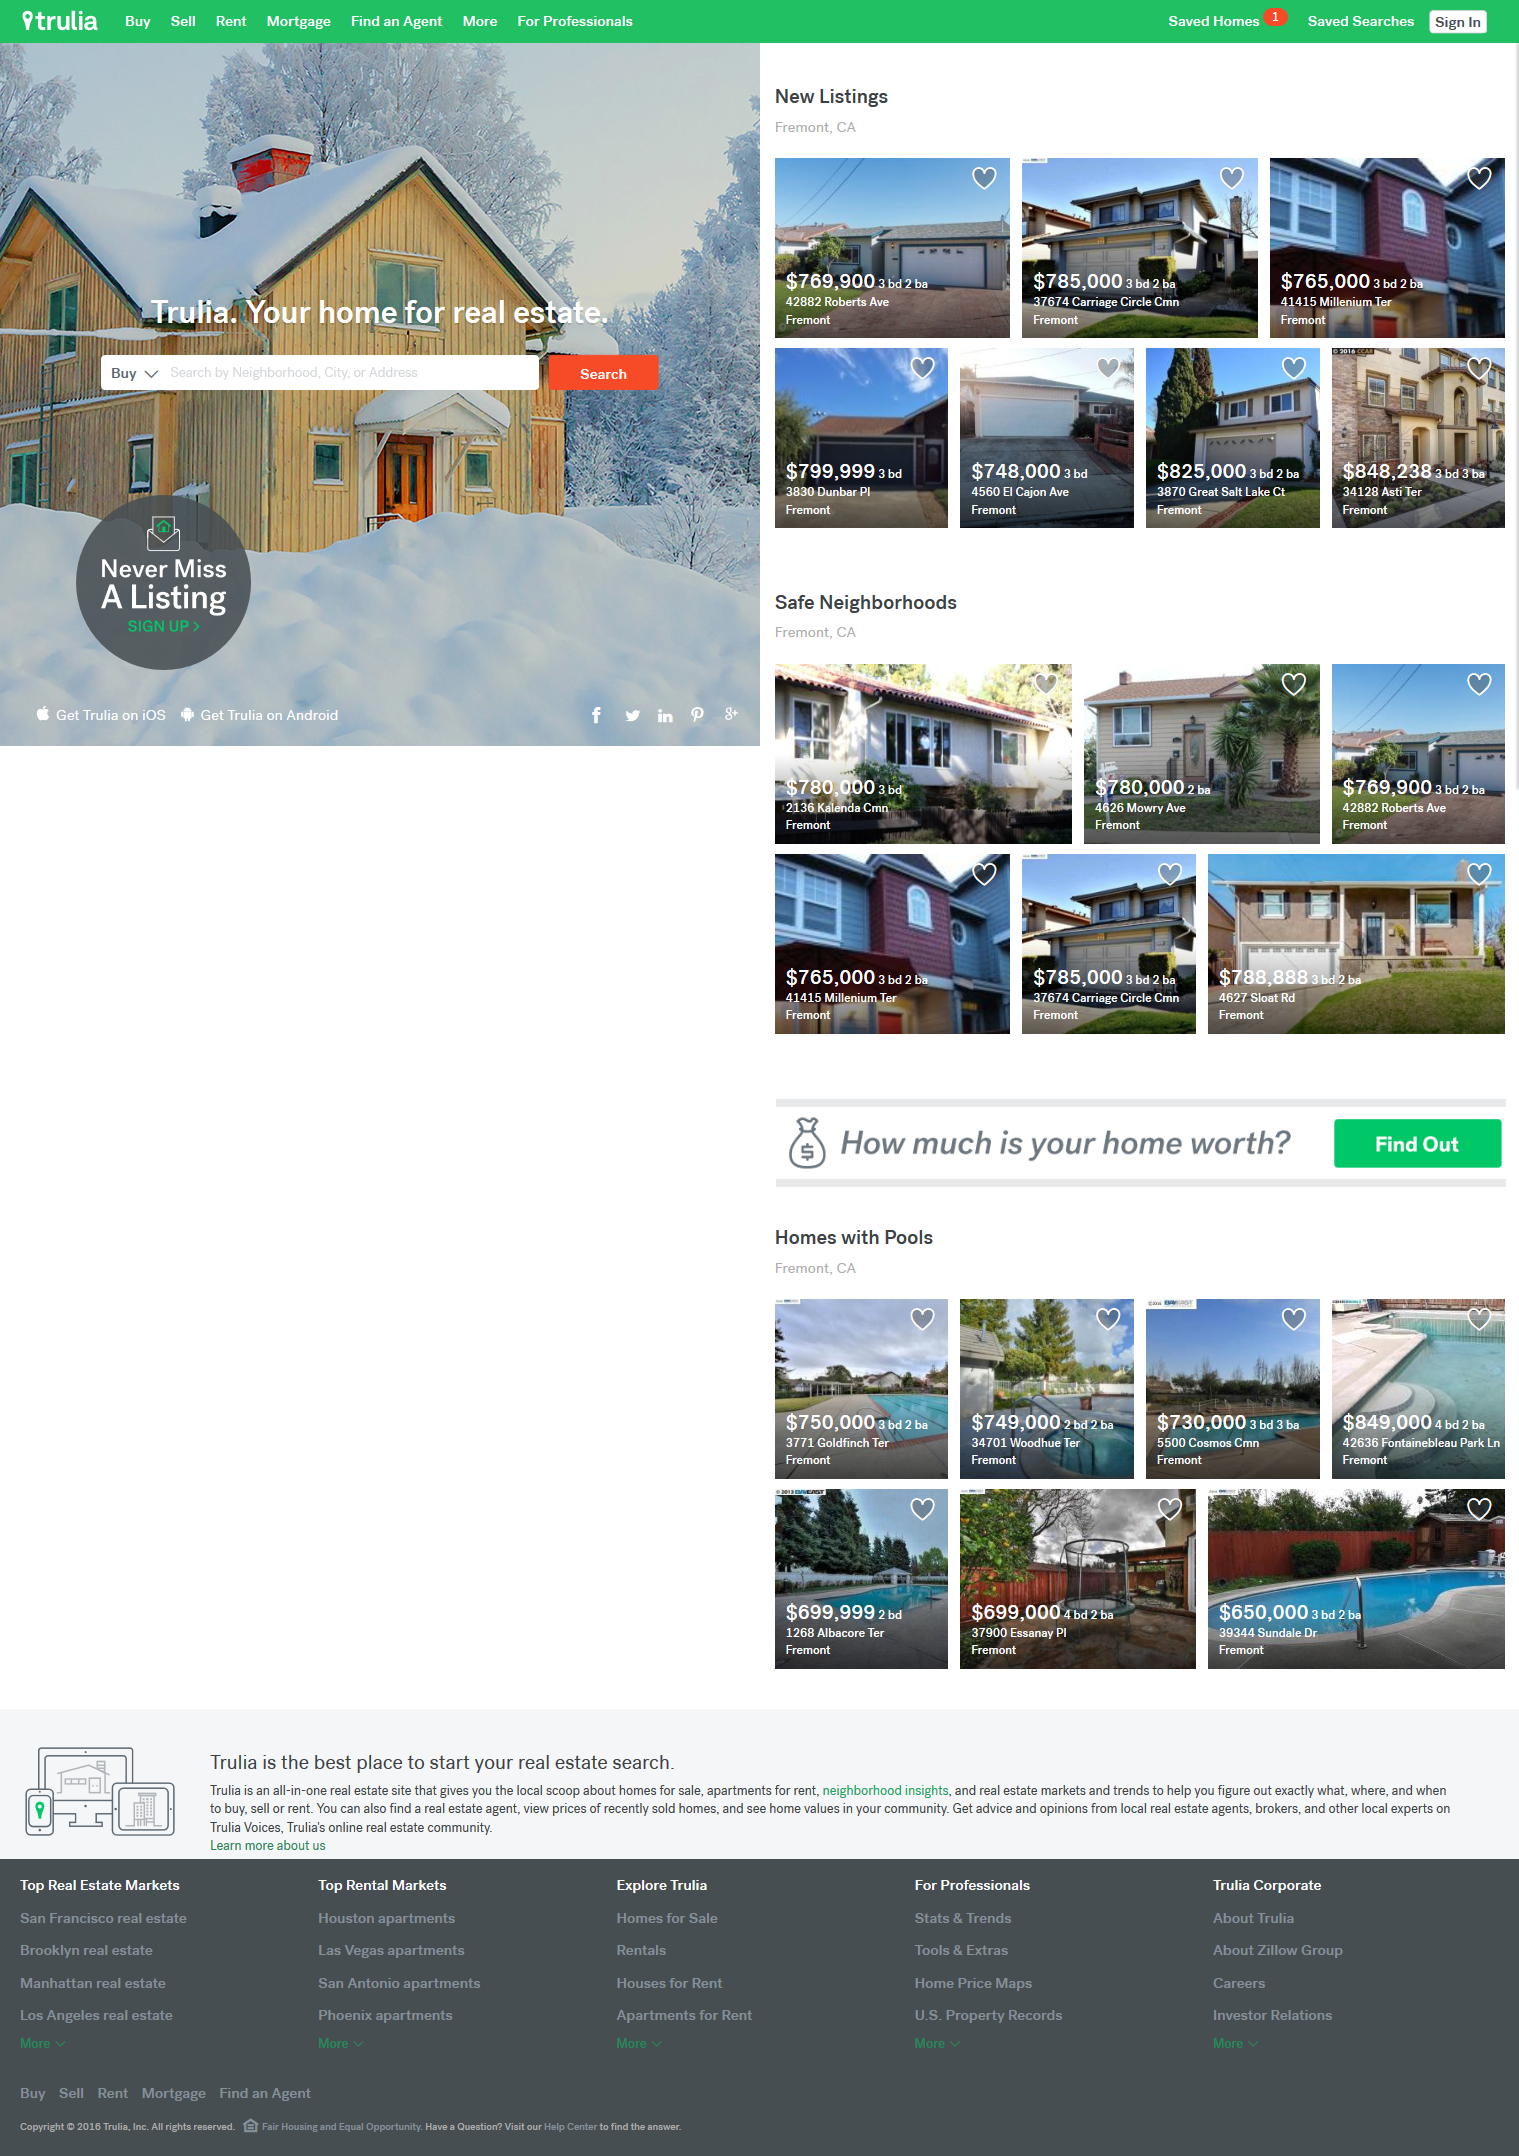 trulia
Buy Sell Rent Mortgage Find an Agent More For Professionals
Saved Homes 1 Saved Searches Sign In
Trulia. Your home for real estate.
Buy Search by Neighborhood, City, or Address Search
Never Miss
A Listing
SIGN UP >
Get Trulia on iOS Get Trulia on Android
New Listings
Fremont, CA
$769,900 3 bd 2 ba
42882 Roberts Ave
Fremont
$785,000 3 bd 2 ba
37674 Carriage Circle Cmn
Fremont
$765,000 3 bd 2 ba
41415 Millenium Ter
Fremont
$799,999 3 bd
3830 Dunbar Pl
Fremont
$748,000 3 bd
4560 El Cajon Ave
Fremont
$825,000 3 bd 2 ba
3870 Great Salt Lake Ct
Fremont
© 2016 CCAR
$848,238 3 bd 3 ba
34128 Asti Ter
Fremont
Safe Neighborhoods
Fremont, CA
$780,000 3 bd
2136 Kalenda Cmn
Fremont
$780,000 2 ba
4626 Mowry Ave
Fremont
$769,900 3 bd 2 ba
42882 Roberts Ave
Fremont
$765,000 3 bd 2 ba
41415 Millenium Ter
Fremont
$785,000 3 bd 2 ba
37674 Carriage Circle Cmn
Fremont
$788,888 3 bd 2 ba
4627 Sloat Rd
Fremont
How much is your home worth? Find Out
Homes with Pools
Fremont, CA
$750,000 3 bd 2 ba
3771 Goldfinch Ter
Fremont
$749,000 2 bd 2 ba
34701 Woodhue Ter
Fremont
$730,000 3 bd 3 ba
5500 Cosmos Cmn
Fremont
$849,000 4 bd 2 ba
42636 Fontainebleau Park Ln
Fremont
© 2013 BAYEAST
$699,999 2 bd
1268 Albacore Ter
Fremont
$699,000 4 bd 2 ba
37900 Essanay Pl
Fremont
$650,000 3 bd 2 ba
39344 Sundale Dr
Fremont
Trulia is the best place to start your real estate search.
Trulia is an all-in-one real estate site that gives you the local scoop about homes for sale, apartments for rent, neighborhood insights, and real estate markets and trends to help you figure out exactly what, where, and when
to buy, sell or rent. You can also find a real estate agent, view prices of recently sold homes, and see home values in your community. Get advice and opinions from local real estate agents, brokers, and other local experts on
Trulia Voices, Trulia's online real estate community.
Learn more about us
Top Real Estate Markets
San Francisco real estate
Brooklyn real estate
Manhattan real estate
Los Angeles real estate
More
Top Rental Markets
Houston apartments
Las Vegas apartments
San Antonio apartments
Phoenix apartments
More
Explore Trulia
Homes for Sale
Rentals
Houses for Rent
Apartments for Rent
More
For Professionals
Stats & Trends
Tools & Extras
Home Price Maps
U.S. Property Records
More
Trulia Corporate
About Trulia
About Zillow Group
Careers
Investor Relations
More
Buy Sell Rent Mortgage Find an Agent
Copyright © 2016 Trulia, Inc. All rights reserved. Fair Housing and Equal Opportunity. Have a Question? Visit our Help Center to find the answer.